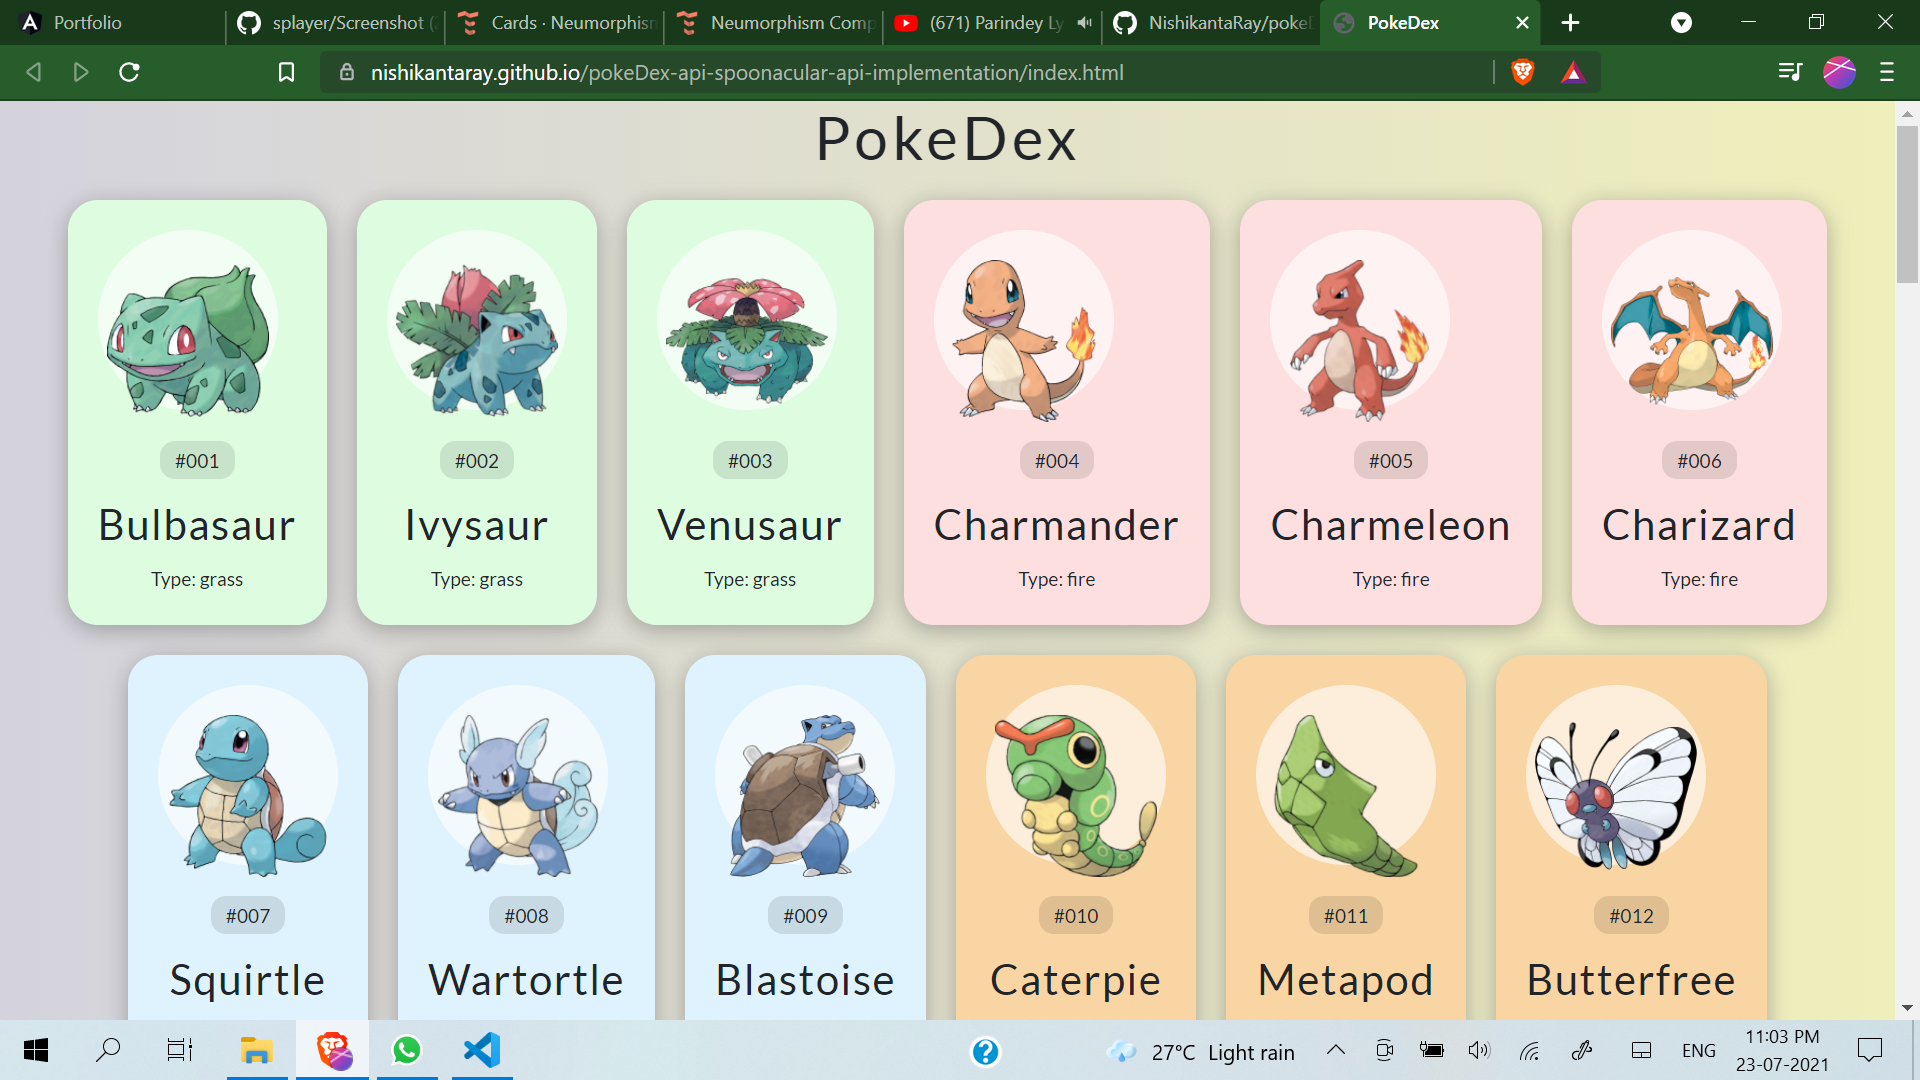 Portfolio
splayer/Screenshot (
Cards · Neumorphism
Neumorphism Comp
(671) Parindey Ly
NishikantaRay/poke
PokeDex
nishikantaray.github.io/pokeDex-api-spoonacular-api-implementation/index.html
PokeDex
#001
#002
#003
#004
#005
#006
Bulbasaur
Ivysaur
Venusaur
Charmander
Charmeleon
Charizard
Type: grass
Type: grass
Type: grass
Type: fire
Type: fire
Type: fire
#007
#008
#009
#010
#011
#012
Squirtle
Wartortle
Blastoise
Caterpie
Metapod
Butterfree
27°C Light rain
ENG
11:03 PM
23-07-2021